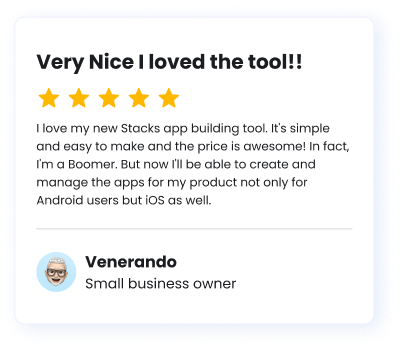 Very Nice I loved the tool!!
I love my new Stacks app building tool. It's simple
and easy to make and the price is awesome! In fact,
I'm a Boomer. But now I'll be able to create and
manage the apps for my product not only for
Android users but iOS as well.
Venerando
Small business owner